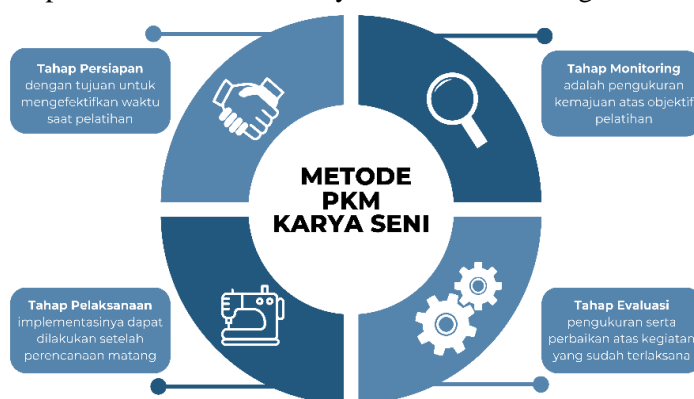 Tahap Persiapan
dengan tujuan untuk
mengefektifkan waktu
saat pelatihan
Tahap Monitoring
adalah pengukuran
kemajuan atas objektif
pelatihan
METODE
PKM
KARYA SENI
Tahap Pelaksanaan
implementasinya dapat
dilakukan setelah
perencanaan matang
Tahap Evaluasi
pengukuran serta
perbaikan atas kegiatan
yang sudah terlaksana